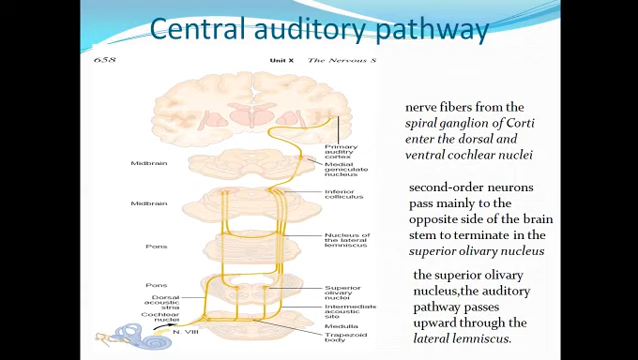 Central auditory pathway
658
Unit X
The Nervous S
Primary
auditry
cortex
Midbrain
Medial
geniculate
nucleus
Midbrain
Inferior
colliculus
Pons
Nucleus of
the lateral
lemniscus
Pons
Superior
olivary
nuclei
Dorsal
acoustic
stria
Cochlear
nuclei
Intermediate
acoustic
site
N. VIII
Medulla
Trapezoid
body
nerve fibers from the
spiral ganglion of Corti
enter the dorsal and
ventral cochlear nuclei
second-order neurons
pass mainly to the
opposite side of the brain
stem to terminate in the
superior olivary nucleus
the superior olivary
nucleus,the auditory
pathway passes
upward through the
lateral lemniscus.